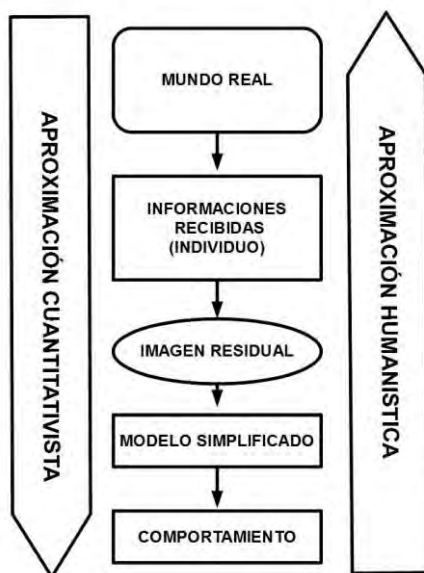 APROXIMACIÓN CUANTITATIVISTA
MUNDO REAL
INFORMACIONES
RECIBIDAS
(INDIVIDUO)
IMAGEN RESIDUAL
MODELO SIMPLIFICADO
COMPORTAMIENTO
APROXIMACIÓN HUMANISTICA